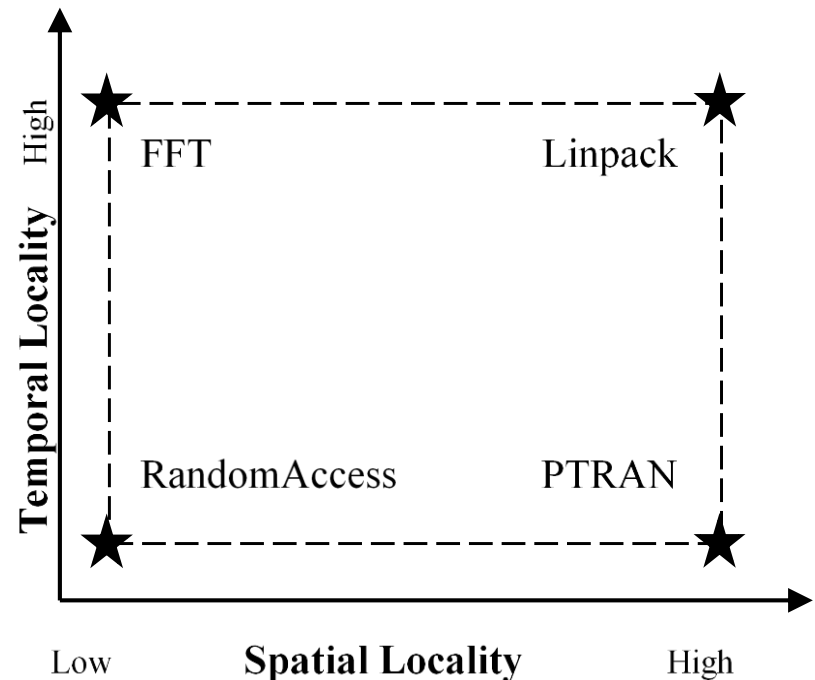 High
Temporal Locality
FFT
Linpack
RandomAccess
PTRAN
Low
Spatial Locality
High